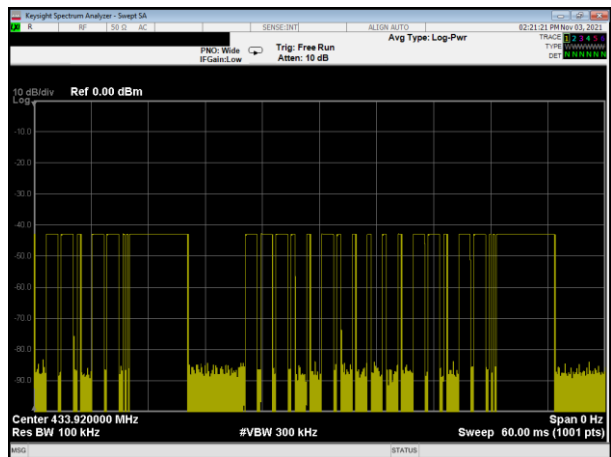 Keysight Spectrum Analyzer - Swept SA
R RF 50 Ω AC SENSE:INT ALIGN AUTO 02:21:21 PM Nov 03, 2021
Avg Type: Log-Pwr TRACE 1 2 3 4 5 6
PNO: Wide Trig: Free Run TYPE WWWWWW
IFGain:Low Atten: 10 dB DET N N N N N N
10 dB/div Ref 0.00 dBm
Log
-10.0
-20.0
-30.0
-40.0
-50.0
-60.0
-70.0
-80.0
-90.0
Center 433.920000 MHz Span 0 Hz
Res BW 100 kHz #VBW 300 kHz Sweep 60.00 ms (1001 pts)
MSG STATUS